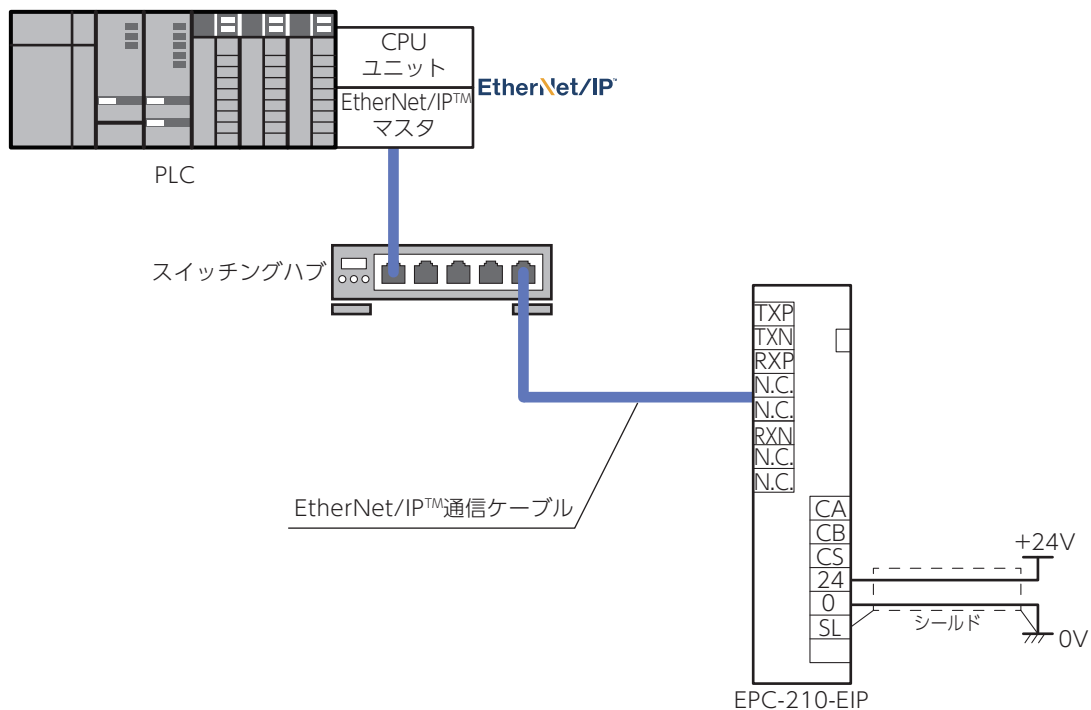 CPU
ユニット
EtherNet/IP™
EtherNet/IP™
マスタ
PLC
スイッチングハブ
TXP
TXN
RXP
N.C.
N.C.
RXN
N.C.
N.C.
EtherNet/IP™通信ケーブル
CA
CB
CS
24
0
SL
+24V
シールド
0V
EPC-210-EIP